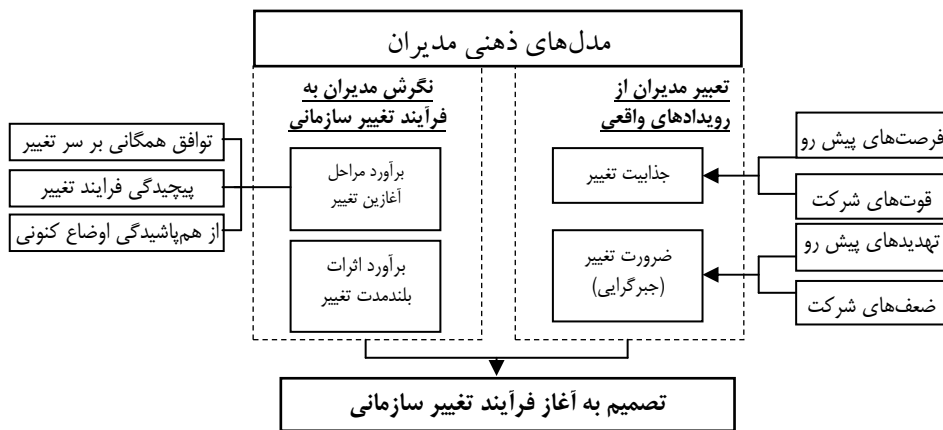 مدل‌های ذهنی مدیران
تعبیر مدیران از
رویدادهای واقعی
نگرش مدیران به
فرآیند تغییر سازمانی
فرصت‌های پیش رو
قوت‌های شرکت
تهدیدهای پیش رو
ضعف‌های شرکت
جذابیت تغییر
ضرورت تغییر
(جبرگرایی)
برآورد مراحل
آغازین تغییر
برآورد اثرات
بلندمدت تغییر
توافق همگانی بر سر تغییر
پیچیدگی فرایند تغییر
از هم‌پاشیدگی اوضاع کنونی
تصمیم به آغاز فرآیند تغییر سازمانی